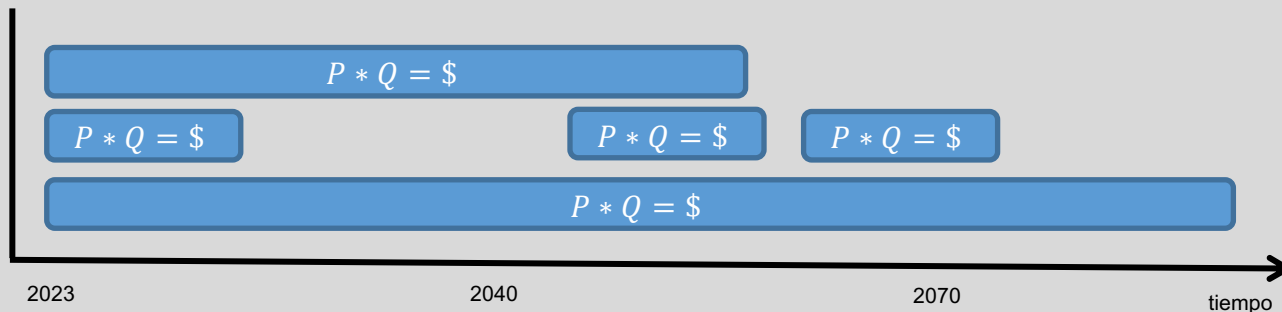 P * Q = $
P * Q = $ P * Q = $ P * Q = $
P * Q = $
2023 2040 2070 tiempo